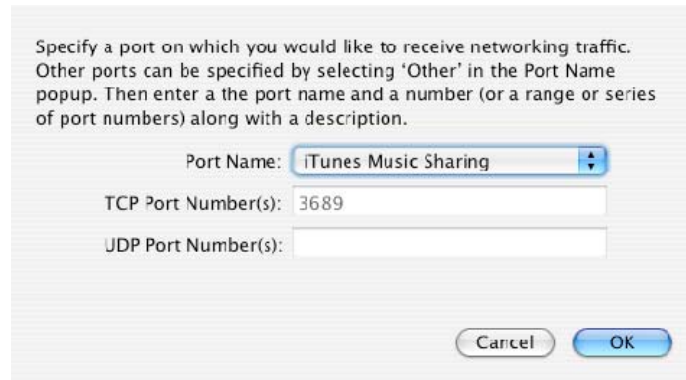 Specify a port on which you would like to receive networking traffic.
Other ports can be specified by selecting 'Other' in the Port Name
popup. Then enter a the port name and a number (or a range or series
of port numbers) along with a description.
Port Name: iTunes Music Sharing
TCP Port Number(s): 3689
UDP Port Number(s):
Cancel OK